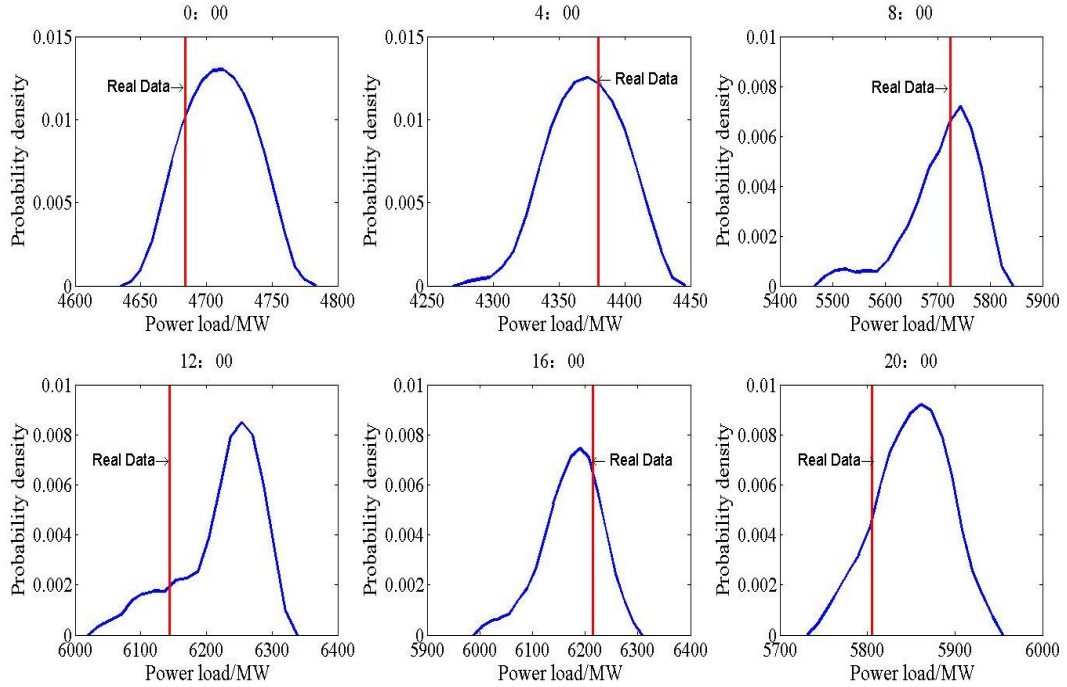 0：00
4：00
8：00
0.015
0.01
0.005
0
Real Data
Probability density
4600 4650 4700 4750 4800
Power load/MW
0.015
0.01
0.005
0
Real Data
Probability density
4250 4300 4350 4400 4450
Power load/MW
0.01
0.008
0.006
0.004
0.002
0
Real Data
Probability density
5400 5500 5600 5700 5800 5900
Power load/MW
12：00
16：00
20：00
0.01
0.008
0.006
0.004
0.002
0
Real Data
Probability density
6000 6100 6200 6300 6400
Power load/MW
0.01
0.008
0.006
0.004
0.002
0
Real Data
Probability density
5900 6000 6100 6200 6300 6400
Power load/MW
0.01
0.008
0.006
0.004
0.002
0
Real Data
Probability density
5700 5800 5900 6000
Power load/MW